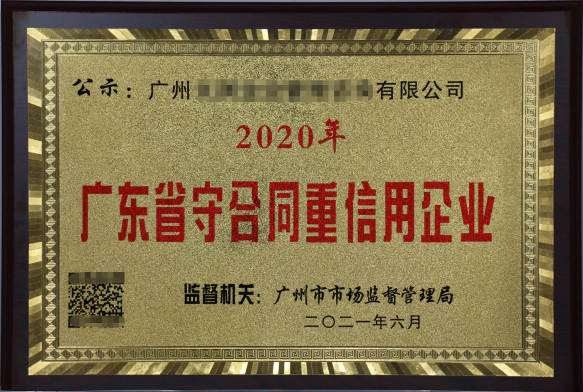 公示：广州 有限公司
2020年
广东省守合同重信用企业
监督机关：广州市市场监督管理局
二〇二一年六月